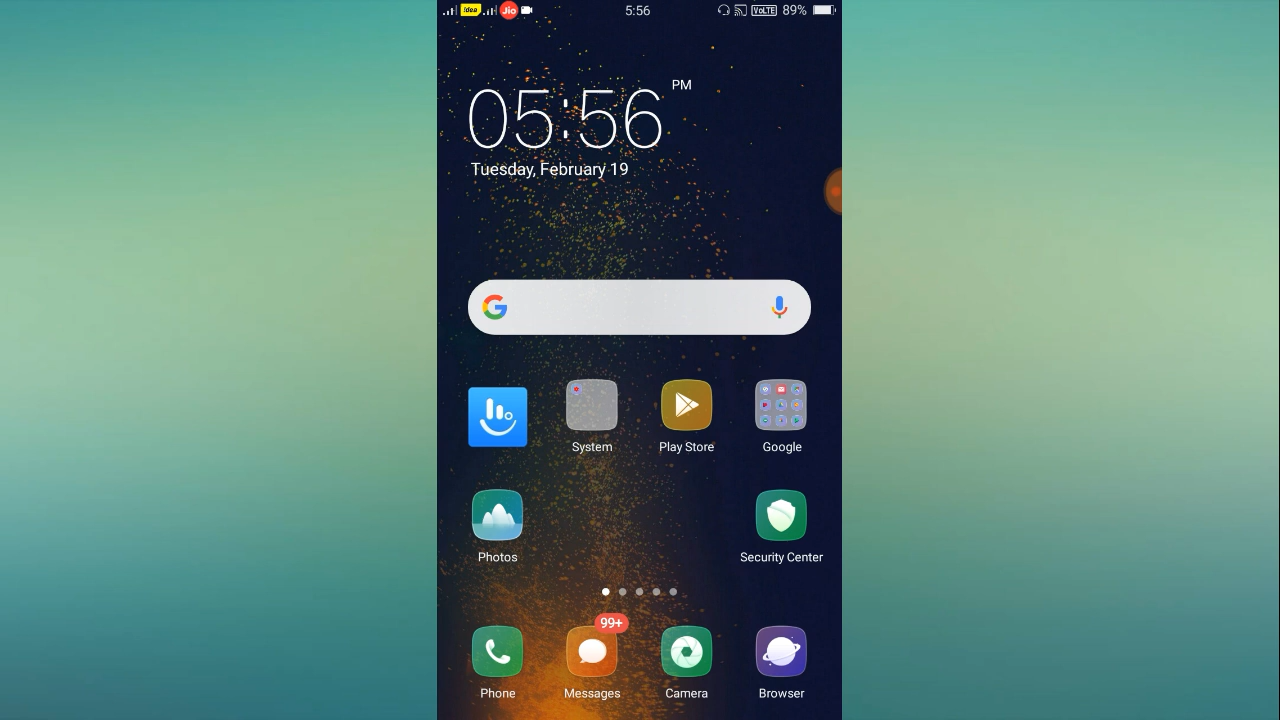 !dea
Jio
5:56
VoLTE
89%
05:56
PM
Tuesday, February 19
System
Play Store
Google
Photos
Security Center
99+
Phone
Messages
Camera
Browser